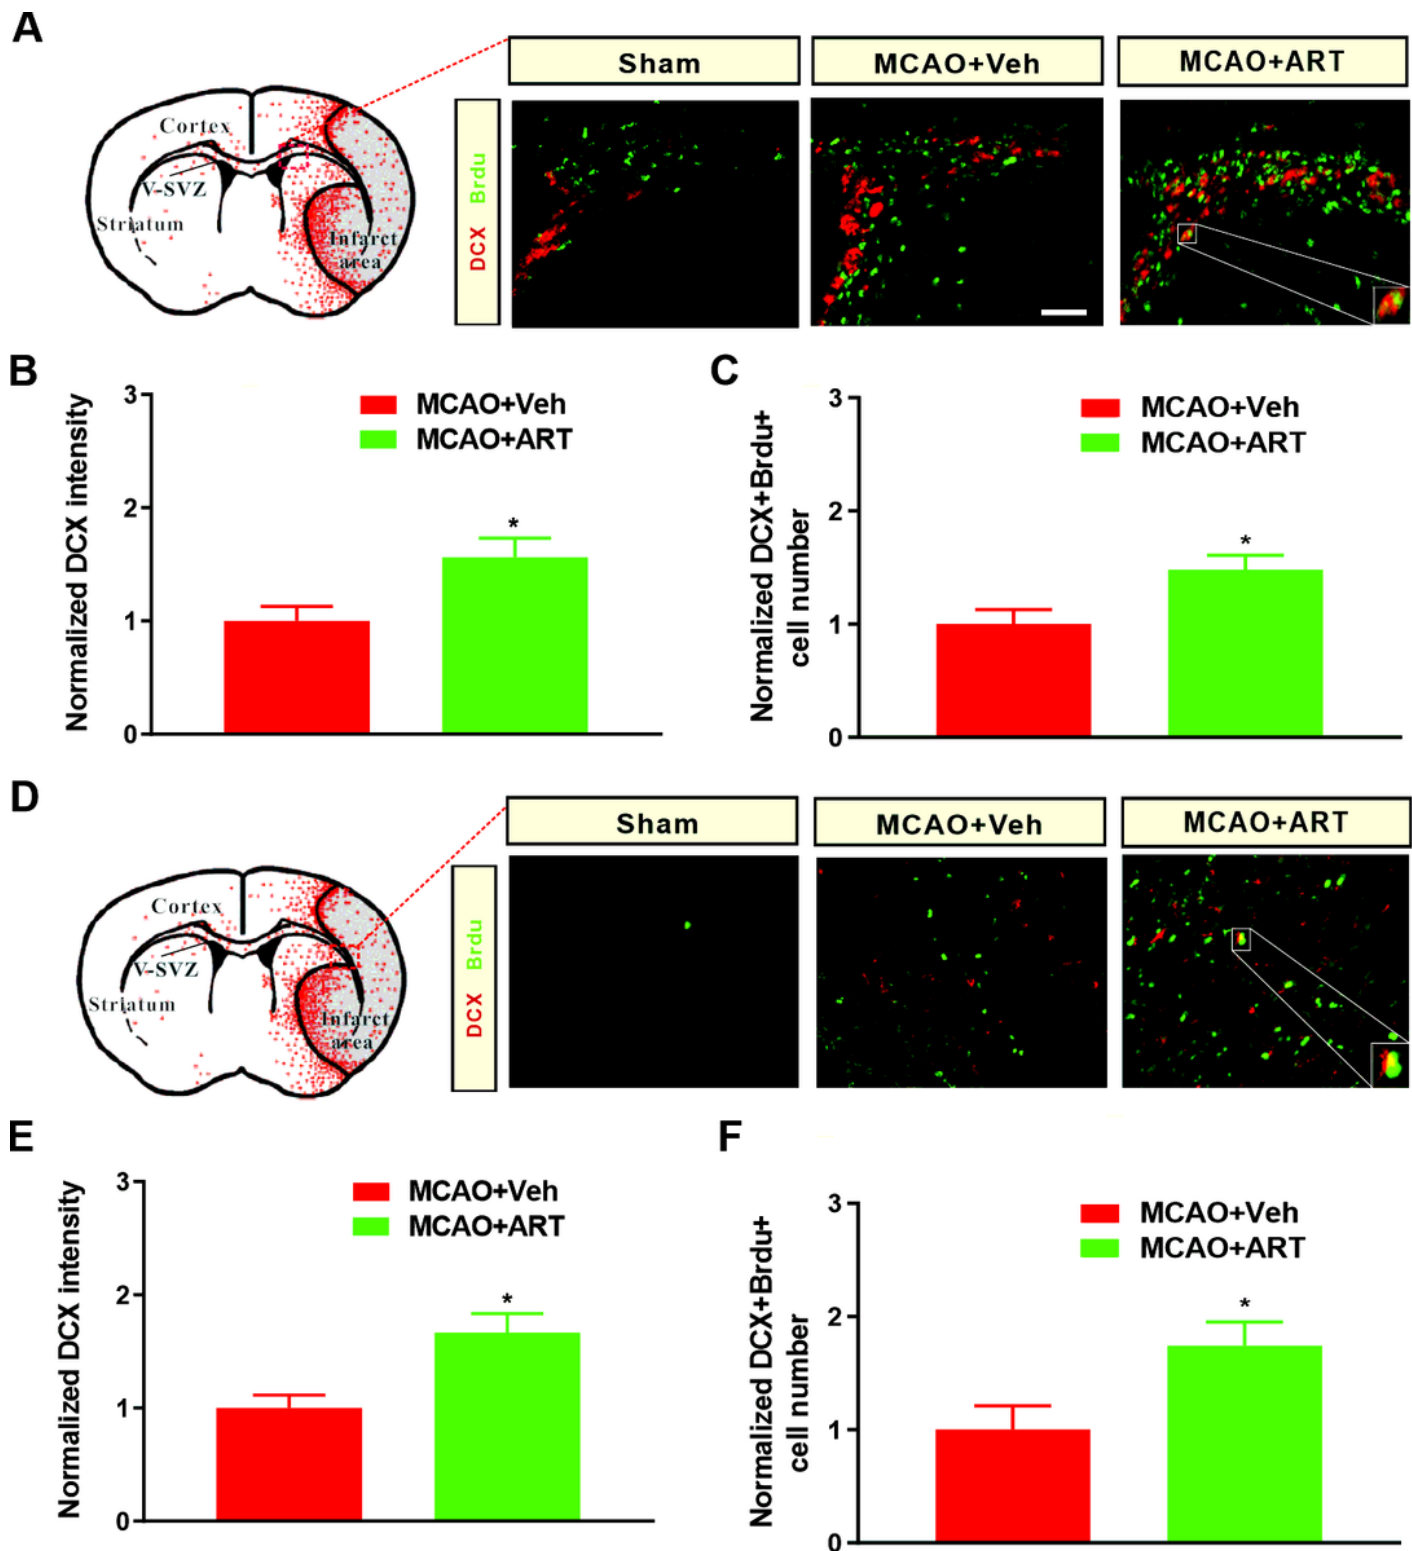 A
Sham
MCAO+Veh
MCAO+ART
Cortex
V-SVZ
Striatum
Infarct
area
DCX Brdu
B
Normalized DCX intensity
3
2
1
0
MCAO+Veh
MCAO+ART
*
C
Normalized DCX+Brdu+
cell number
3
2
1
0
MCAO+Veh
MCAO+ART
*
D
Sham
MCAO+Veh
MCAO+ART
Cortex
V-SVZ
Striatum
Infarct
area
DCX Brdu
E
Normalized DCX intensity
3
2
1
0
MCAO+Veh
MCAO+ART
*
F
Normalized DCX+Brdu+
cell number
3
2
1
0
MCAO+Veh
MCAO+ART
*